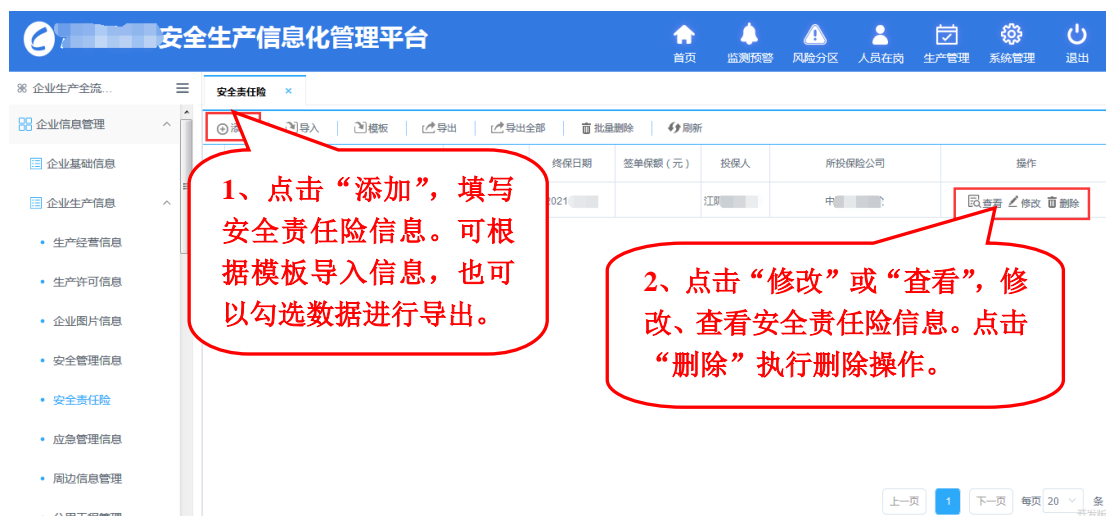 安全生产信息化管理平台
首页 监测预警 风险分区 人员在岗 生产管理 系统管理 退出
企业生产全流...
安全责任险 ×
企业信息管理
导入 模板 导出 导出全部 批量删除 刷新
企业基础信息
终保日期 签单保额（元） 投保人 所投保险公司 操作
企业生产信息
2021 江阴 中 查看 修改 删除
1、点击“添加”，填写
安全责任险信息。可根
据模板导入信息，也可
以勾选数据进行导出。
生产经营信息
生产许可信息
企业图片信息
安全管理信息
安全责任险
应急管理信息
周边信息管理
2、点击“修改”或“查看”，修
改、查看安全责任险信息。点击
“删除”执行删除操作。
上一页 1 下一页 每页 20 条